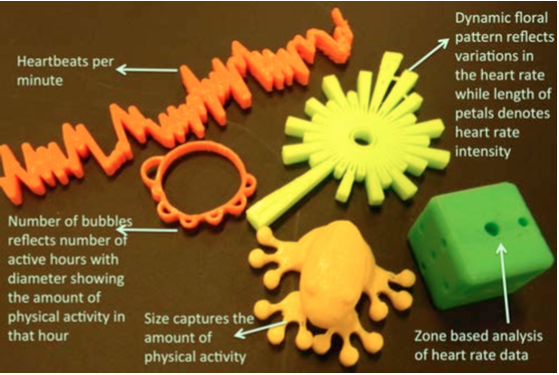 Heartbeats per
minute
Dynamic floral
pattern reflects
variations in
the heart rate
while length of
petals denotes
heart rate
intensity
Number of bubbles
reflects number of
active hours with
diameter showing
the amount of
physical activity in
that hour
Size captures the
amount of
physical activity
Zone based analysis
of heart rate data